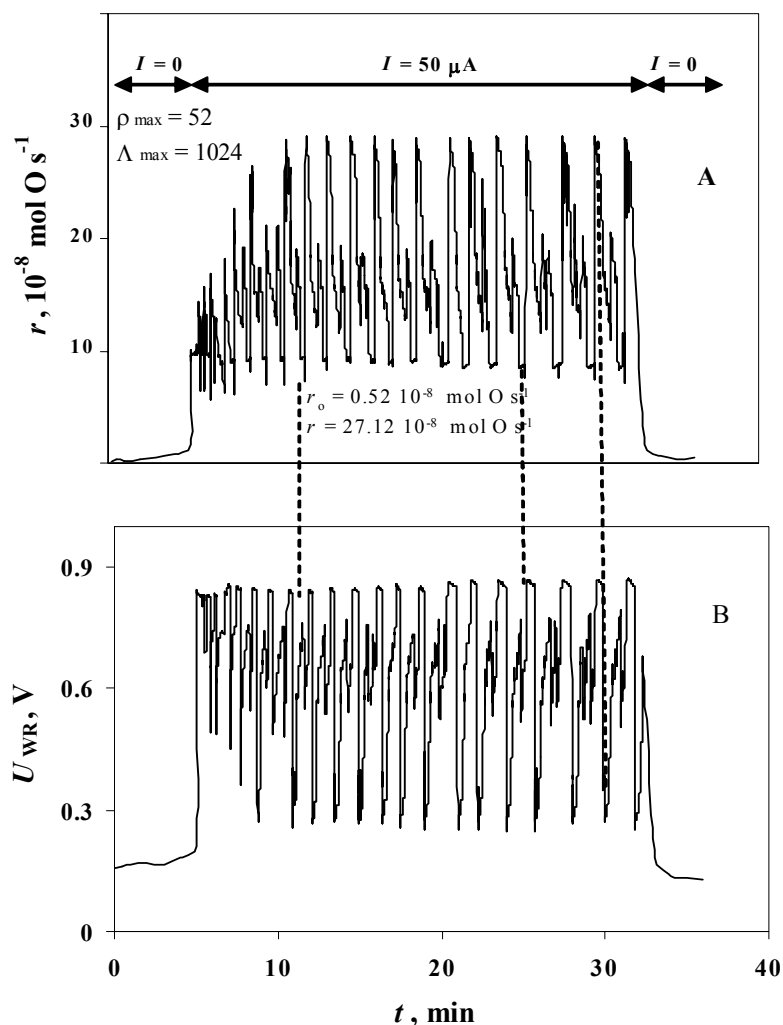 I = 0 I = 50 μA I = 0
ρ max = 52
Λ max = 1024
A
30
20
10
r , 10⁻⁸ mol O s⁻¹
r o = 0.52 10⁻⁸ mol O s⁻¹
r = 27.12 10⁻⁸ mol O s⁻¹
B
0.9
0.6
0.3
0
U WR , V
0 10 20 30 40
t , min